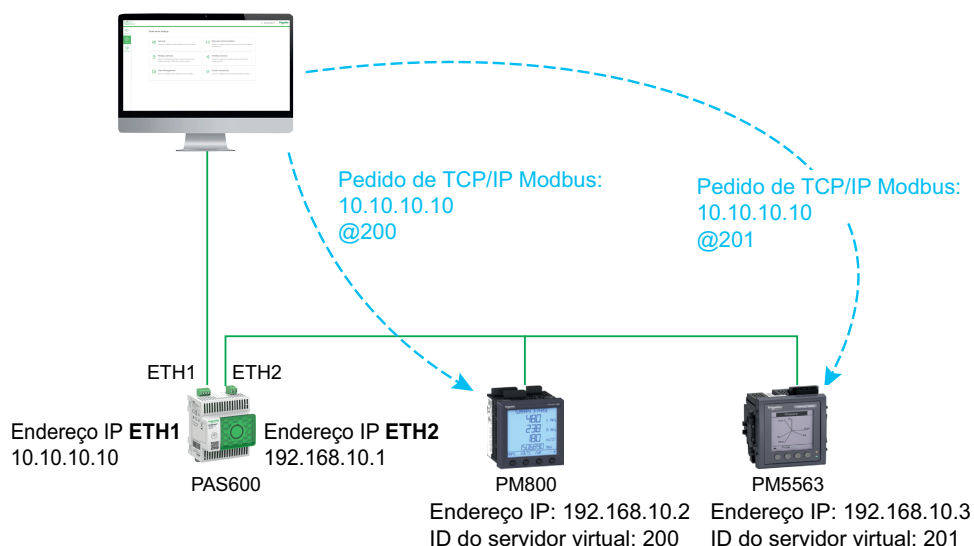 Pedido de TCP/IP Modbus:
10.10.10.10
@200
Pedido de TCP/IP Modbus:
10.10.10.10
@201
ETH1
ETH2
Endereço IP ETH1
10.10.10.10
Endereço IP ETH2
192.168.10.1
PAS600
PM800
Endereço IP: 192.168.10.2
ID do servidor virtual: 200
PM5563
Endereço IP: 192.168.10.3
ID do servidor virtual: 201